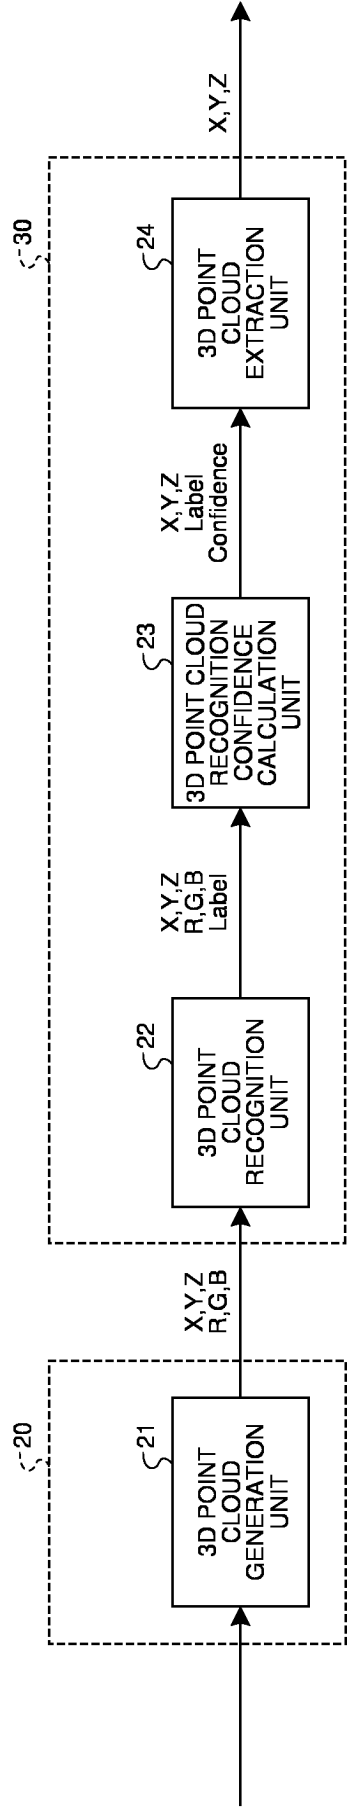 20
21
3D POINT
CLOUD
GENERATION
UNIT
X,Y,Z
R,G,B
30
22
3D POINT
CLOUD
RECOGNITION
UNIT
X,Y,Z
R,G,B
Label
23
3D POINT CLOUD
RECOGNITION
CONFIDENCE
CALCULATION
UNIT
X,Y,Z
Label
Confidence
24
3D POINT
CLOUD
EXTRACTION
UNIT
X,Y,Z